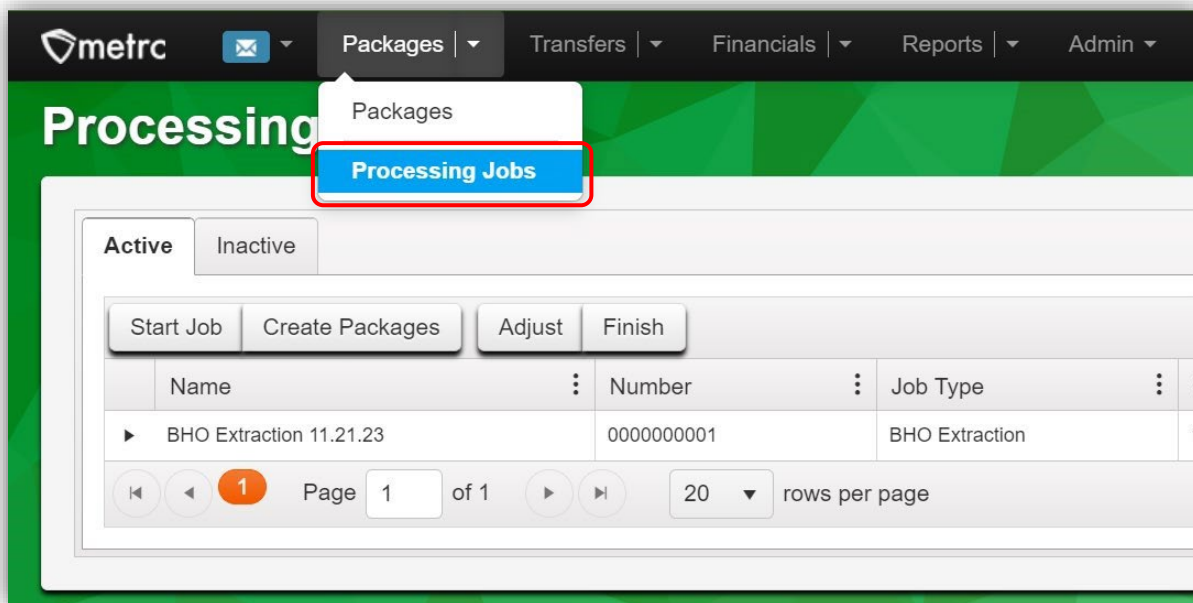 metrc Packages Transfers Financials Reports Admin
Packages
Processing
Processing Jobs
Active Inactive
Start Job Create Packages Adjust Finish
Name Number Job Type
BHO Extraction 11.21.23 0000000001 BHO Extraction
1 Page 1 of 1 20 rows per page